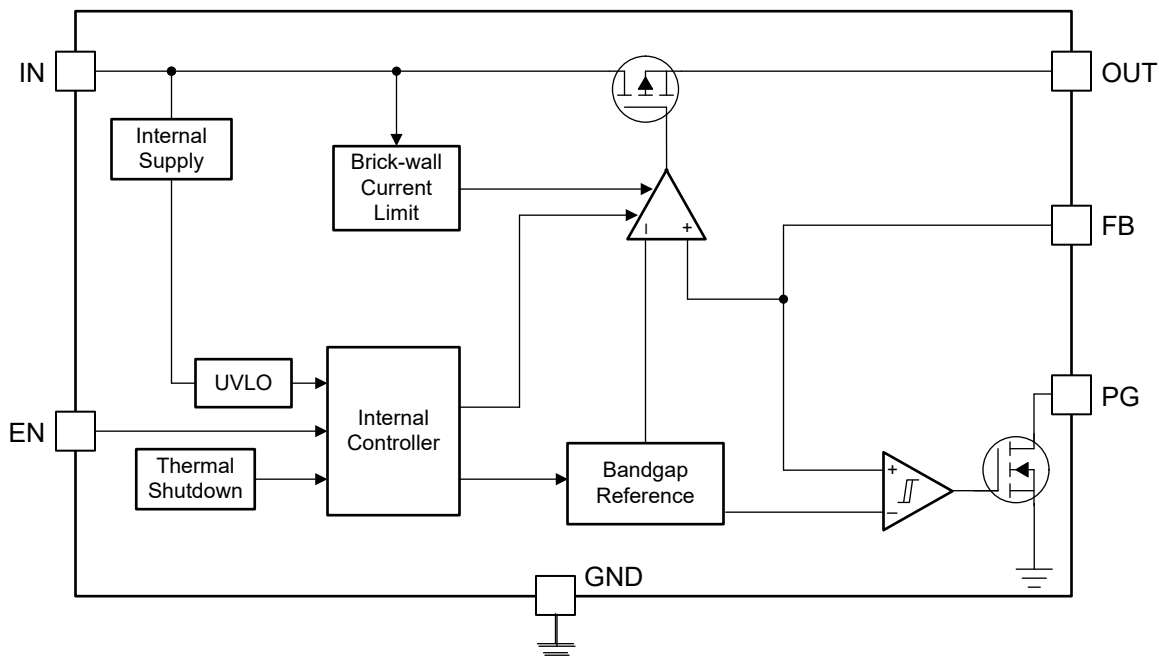 IN
OUT
Internal
Supply
Brick-wall
Current
Limit
− +
FB
UVLO
Internal
Controller
EN
Thermal
Shutdown
Bandgap
Reference
PG
+
−
GND